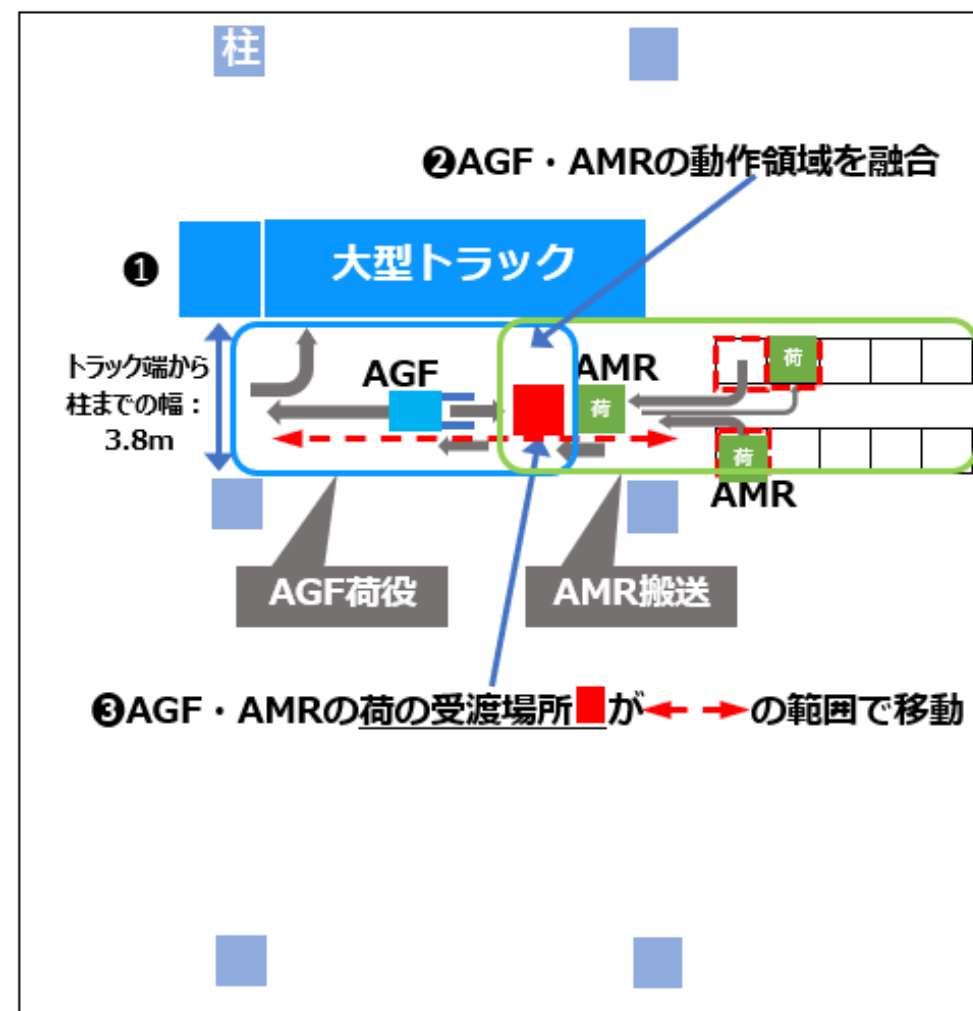 柱
❷AGF・AMRの動作領域を融合
❶
大型トラック
トラック端から
柱までの幅：
3.8m
AGF
AMR
荷
荷
荷
AMR
AGF荷役
AMR搬送
❸AGF・AMRの荷の受渡場所が の範囲で移動